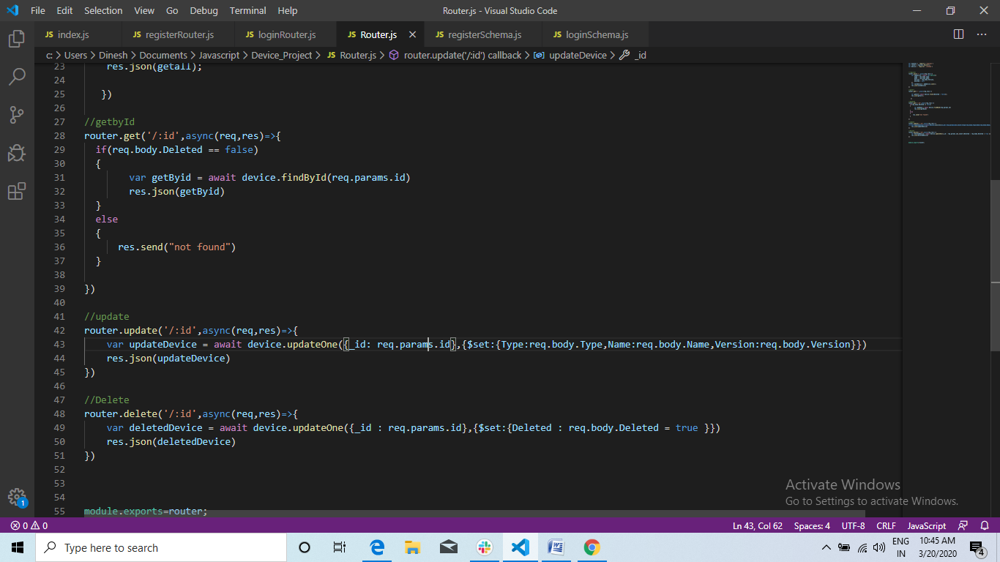 File Edit Selection View Go Debug Terminal Help
Router.js - Visual Studio Code
JS index.js JS registerRouter.js JS loginRouter.js JS Router.js JS registerSchema.js JS loginSchema.js
c: > Users > Dinesh > Documents > Javascript > Device_Project > JS Router.js > router.update('/:id') callback > updateDevice > _id
23 res.json(getall);
24
25 })
26
27 //getbyId
28 router.get('/:id',async(req,res)=>{
29 if(req.body.Deleted == false)
30 {
31 var getByid = await device.findById(req.params.id)
32 res.json(getByid)
33 }
34 else
35 {
36 res.send("not found")
37 }
38
39 })
40
41 //update
42 router.update('/:id',async(req,res)=>{
43 var updateDevice = await device.updateOne({_id: req.params.id},{$set:{Type:req.body.Type,Name:req.body.Name,Version:req.body.Version}})
44 res.json(updateDevice)
45 })
46
47 //Delete
48 router.delete('/:id',async(req,res)=>{
49 var deletedDevice = await device.updateOne({_id : req.params.id},{$set:{Deleted : req.body.Deleted = true }})
50 res.json(deletedDevice)
51 })
52
53
54
55 module.exports=router;
Activate Windows
Go to Settings to activate Windows.
1
0 0
Ln 43, Col 62 Spaces: 4 UTF-8 CRLF JavaScript
Type here to search
ENG
IN
10:45 AM
3/20/2020
4